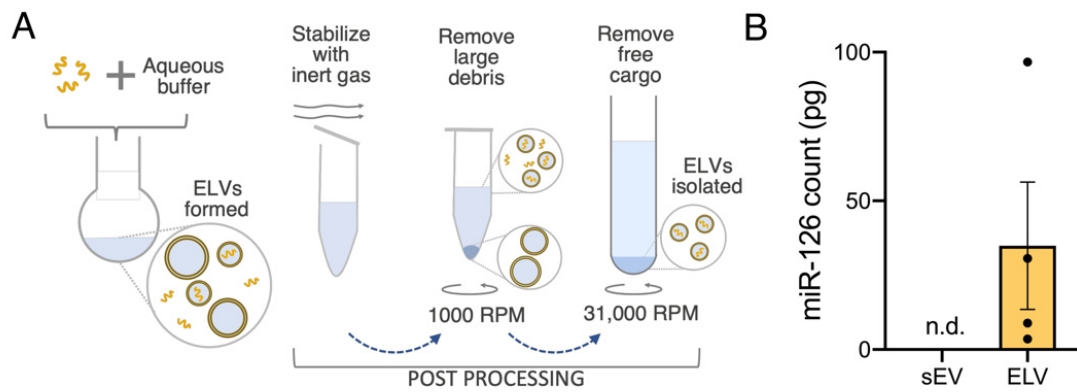 A
Aqueous
buffer
ELVs
formed
Stabilize
with
inert gas
Remove
large
debris
1000 RPM
Remove
free
cargo
ELVs
isolated
31,000 RPM
POST PROCESSING
B
miR-126 count (pg)
100
50
0
n.d.
sEV
ELV